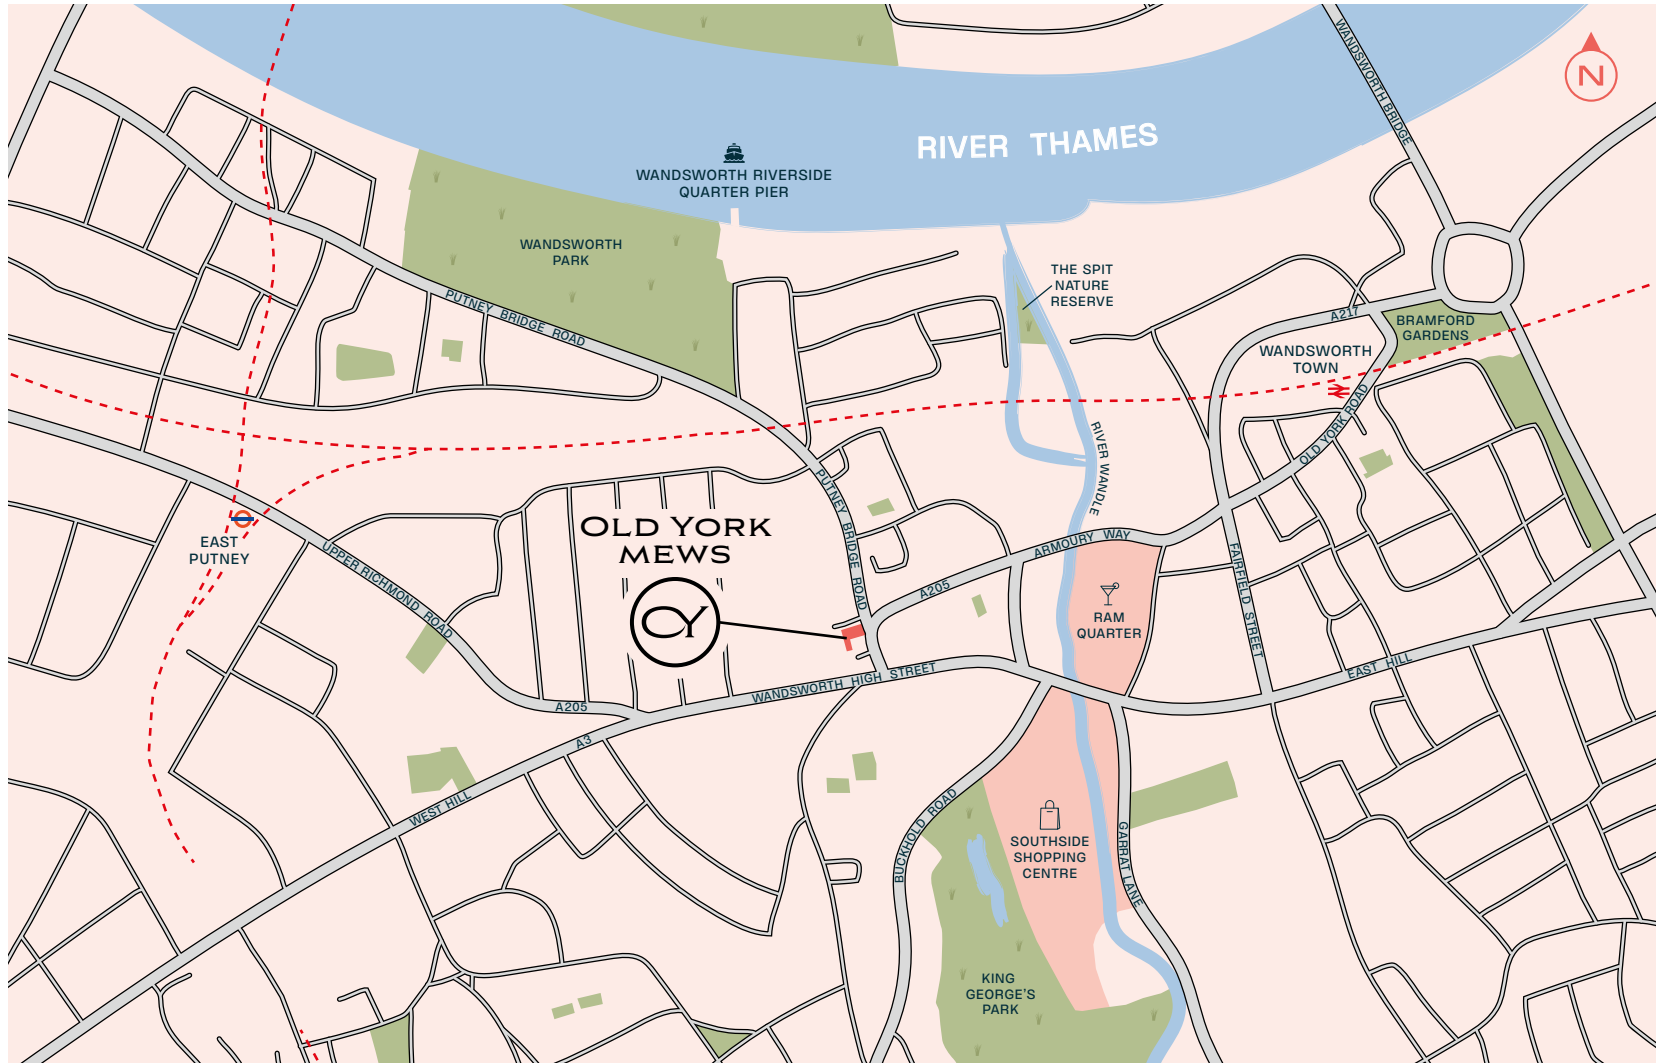 WANDSWORTH BRIDGE
N
RIVER THAMES
WANDSWORTH RIVERSIDE
QUARTER PIER
WANDSWORTH
PARK
THE SPIT
NATURE
RESERVE
PUTNEY BRIDGE ROAD
A217
BRAMFORD
GARDENS
WANDSWORTH
TOWN
OLD YORK ROAD
RIVER WANDLE
PUTNEY BRIDGE ROAD
OLD YORK
MEWS
OY
EAST
PUTNEY
UPPER RICHMOND ROAD
ARMOURY WAY
A205
FAIRFIELD STREET
RAM
QUARTER
EAST HILL
WANDSWORTH HIGH STREET
A205
A3
WEST HILL
BUCKHOLD ROAD
SOUTHSIDE
SHOPPING
CENTRE
GARRAT LANE
KING
GEORGE'S
PARK